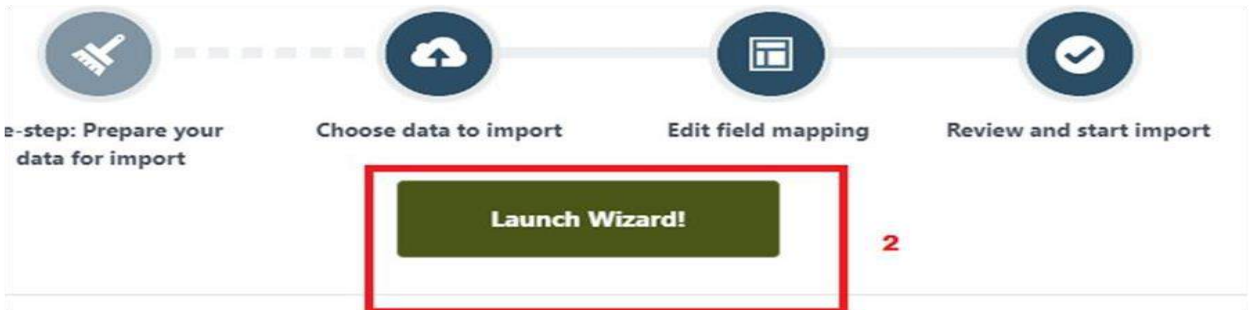 e-step: Prepare your
data for import
Choose data to import
Edit field mapping
Review and start import
Launch Wizard!
2